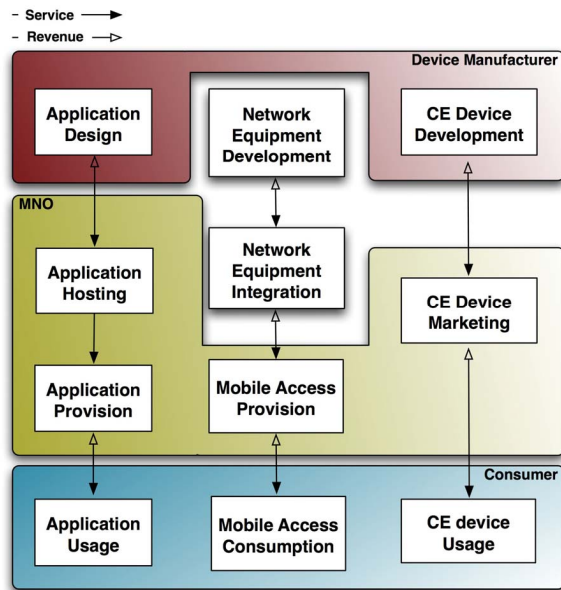 Service
Revenue
Device Manufacturer
Application
Design
Network
Equipment
Development
CE Device
Development
MNO
Application
Hosting
Network
Equipment
Integration
CE Device
Marketing
Application
Provision
Mobile Access
Provision
Consumer
Application
Usage
Mobile Access
Consumption
CE device
Usage